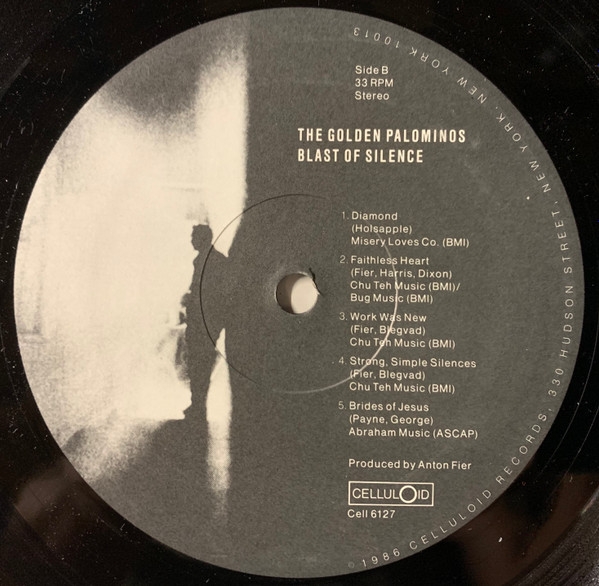 Side B
33 RPM
Stereo
THE GOLDEN PALOMINOS
BLAST OF SILENCE
1. Diamond
(Holsapple)
Misery Loves Co. (BMI)
2. Faithless Heart
(Fier, Harris, Dixon)
Chu Teh Music (BMI)/
Bug Music (BMI)
3. Work Was New
(Fier, Blegvad)
Chu Teh Music (BMI)
4. Strong, Simple Silences
(Fier, Blegvad)
Chu Teh Music (BMI)
5. Brides of Jesus
(Payne, George)
Abraham Music (ASCAP)
Produced by Anton Fier
CELLULOID
Cell 6127
© 1986 CELLULOID RECORDS, 330 HUDSON STREET, NEW YORK, NEW YORK 10013